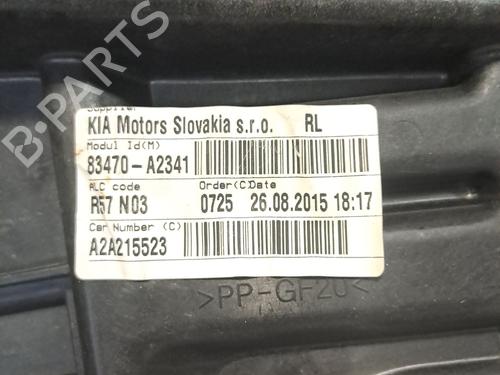 B-PARTS
Supplier
KIA Motors Slovakia s.r.o. RL
Modul Id(M)
83470-A2341
ALC code Order(C)Date
R57 N03 0725 26.08.2015 18:17
Car Number (C)
A2A215523
>PP-GF20<